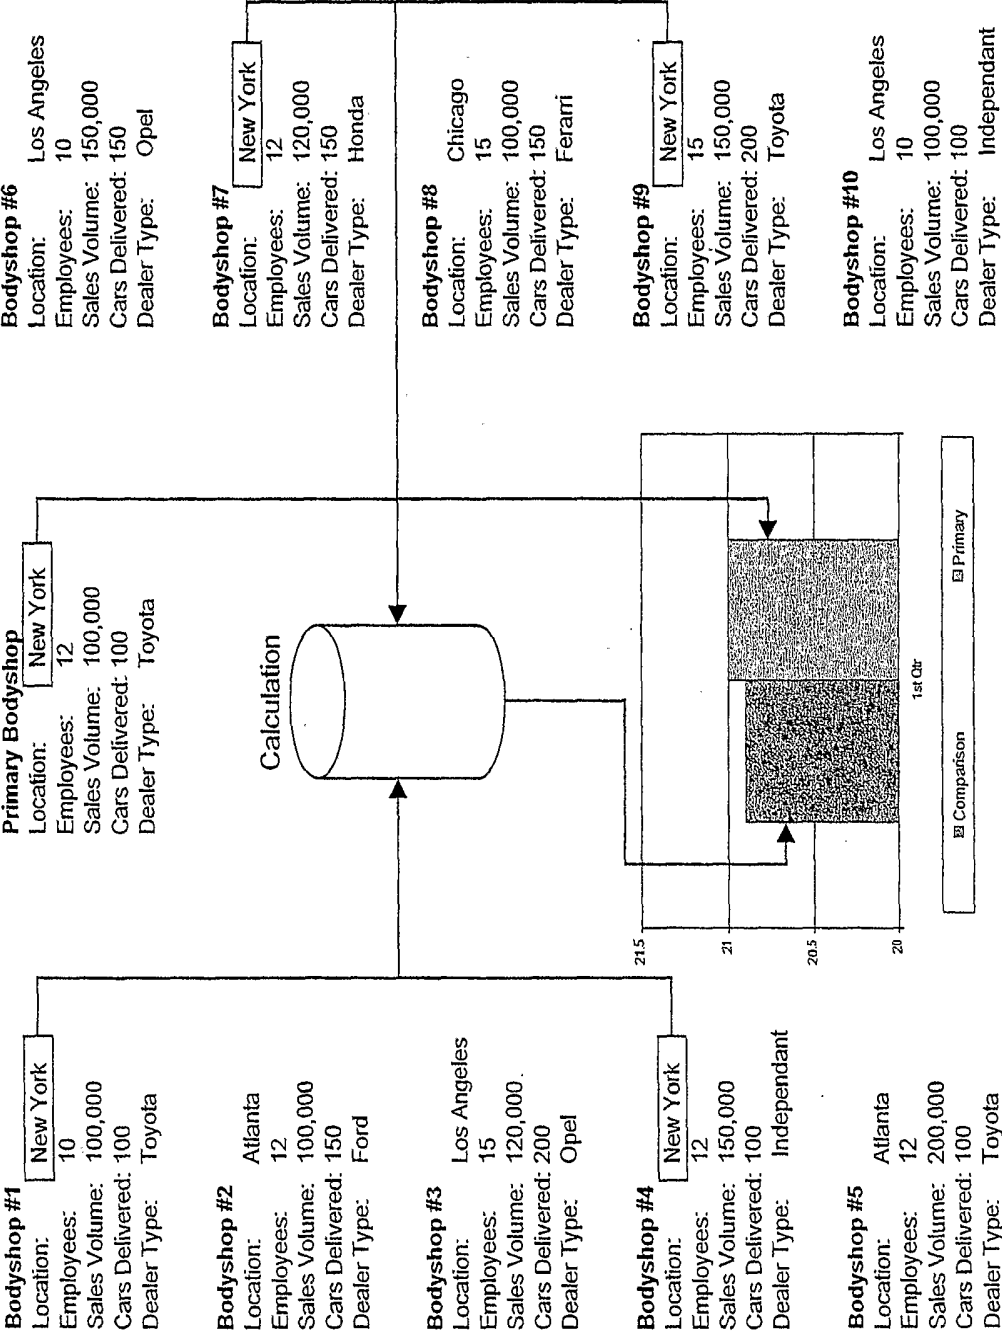 Bodyshop #1
Location: New York
Employees: 10
Sales Volume: 100,000
Cars Delivered: 100
Dealer Type: Toyota
Bodyshop #2
Location: Atlanta
Employees: 12
Sales Volume: 100,000
Cars Delivered: 150
Dealer Type: Ford
Bodyshop #3
Location: Los Angeles
Employees: 15
Sales Volume: 120,000
Cars Delivered: 200
Dealer Type: Opel
Bodyshop #4
Location: New York
Employees: 12
Sales Volume: 150,000
Cars Delivered: 100
Dealer Type: Independant
Bodyshop #5
Location: Atlanta
Employees: 12
Sales Volume: 200,000
Cars Delivered: 100
Dealer Type: Toyota
Primary Bodyshop
Location: New York
Employees: 12
Sales Volume: 100,000
Cars Delivered: 100
Dealer Type: Toyota
Calculation
21.5
21
20.5
20
1st Qtr
Comparison Primary
Bodyshop #6
Location: Los Angeles
Employees: 10
Sales Volume: 150,000
Cars Delivered: 150
Dealer Type: Opel
Bodyshop #7
Location: New York
Employees: 12
Sales Volume: 120,000
Cars Delivered: 150
Dealer Type: Honda
Bodyshop #8
Location: Chicago
Employees: 15
Sales Volume: 100,000
Cars Delivered: 150
Dealer Type: Ferarri
Bodyshop #9
Location: New York
Employees: 15
Sales Volume: 150,000
Cars Delivered: 200
Dealer Type: Toyota
Bodyshop #10
Location: Los Angeles
Employees: 10
Sales Volume: 100,000
Cars Delivered: 100
Dealer Type: Independant